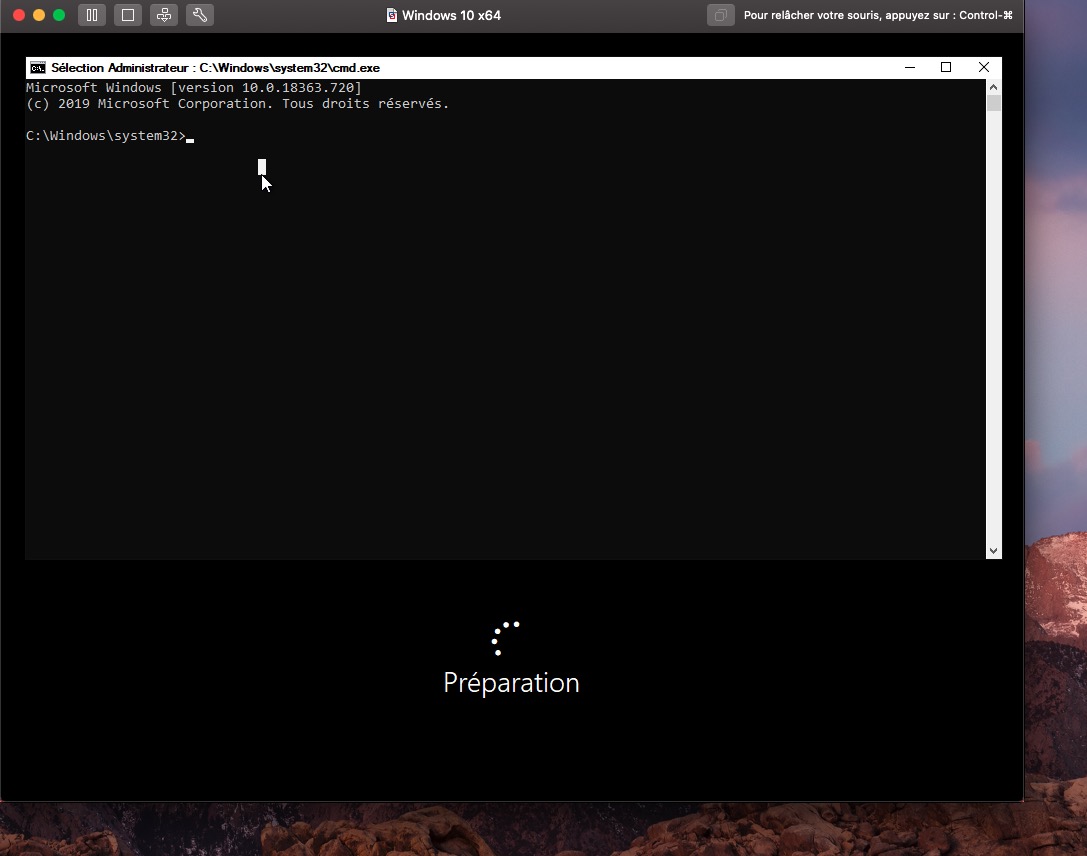 Windows 10 x64
Pour relâcher votre souris, appuyez sur : Control-⌘
Sélection Administrateur : C:\Windows\system32\cmd.exe
Microsoft Windows [version 10.0.18363.720]
(c) 2019 Microsoft Corporation. Tous droits réservés.
C:\Windows\system32>
Préparation